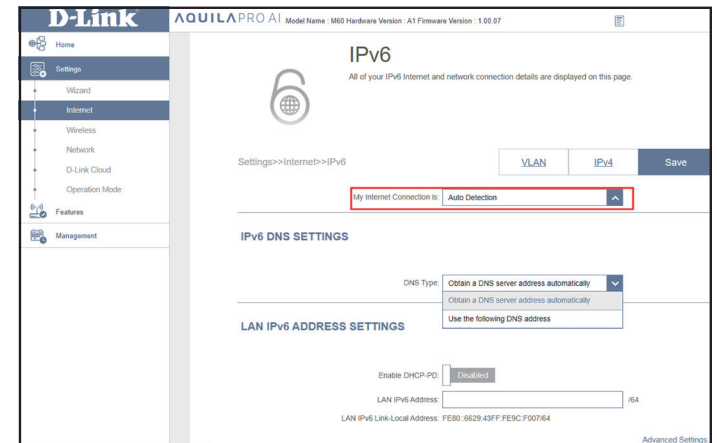 D-Link
AQUILA PRO AI Model Name : M60 Hardware Version : A1 Firmware Version : 1.00.07
Home
Settings
Wizard
Internet
Wireless
Network
D-Link Cloud
Operation Mode
Features
Management
IPv6
All of your IPv6 Internet and network connection details are displayed on this page.
Settings>>Internet>>IPv6
VLAN
IPv4
Save
My Internet Connection is: Auto Detection
IPv6 DNS SETTINGS
DNS Type: Obtain a DNS server address automatically
Obtain a DNS server address automatically
Use the following DNS address
LAN IPv6 ADDRESS SETTINGS
Enable DHCP-PD: Disabled
LAN IPv6 Address: /64
LAN IPv6 Link-Local Address: FE80::6629:43FF:FE9C:F007/64
Advanced Settings